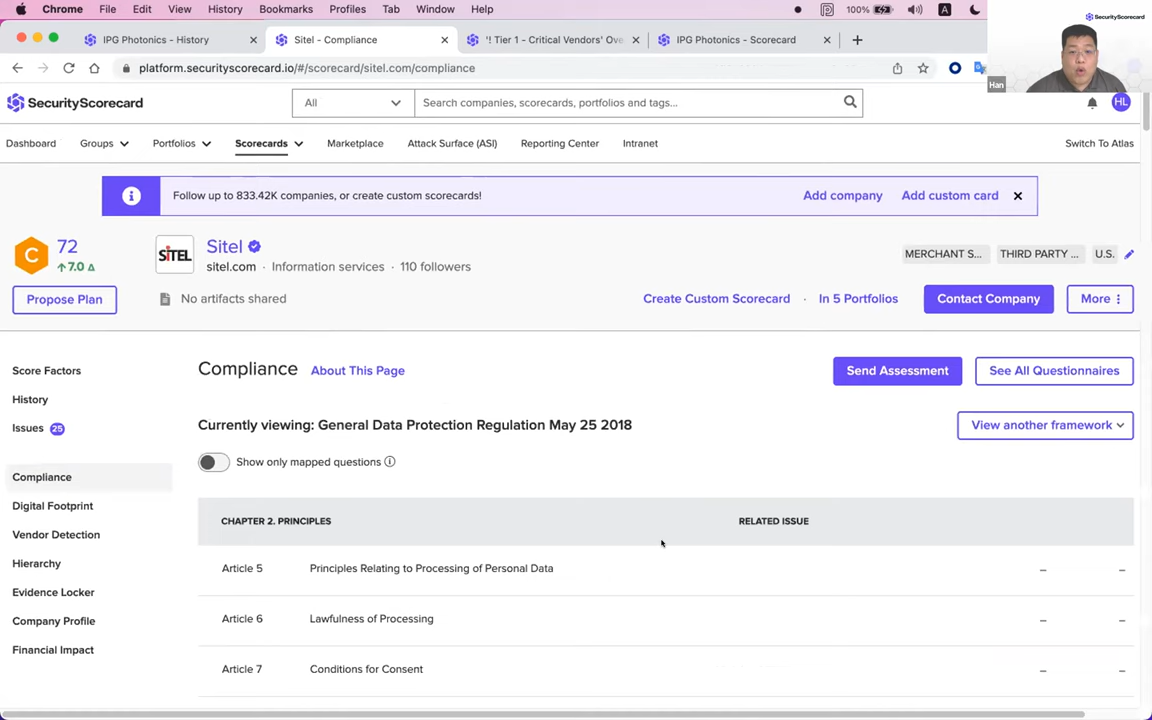 Chrome File Edit View History Bookmarks Profiles Tab Window Help 100% A
SecurityScorecard
IPG Photonics - History
Sitel - Compliance
'! Tier 1 - Critical Vendors' Ove
IPG Photonics - Scorecard
platform.securityscorecard.io/#/scorecard/sitel.com/compliance
Han
SecurityScorecard
All
Search companies, scorecards, portfolios and tags...
HL
Dashboard Groups Portfolios Scorecards Marketplace Attack Surface (ASI) Reporting Center Intranet Switch To Atlas
Follow up to 833.42K companies, or create custom scorecards! Add company Add custom card
C 72
7.0
SITEL
Sitel
sitel.com · Information services · 110 followers
MERCHANT S... THIRD PARTY ... U.S.
Propose Plan
No artifacts shared
Create Custom Scorecard · In 5 Portfolios
Contact Company
More
Score Factors
History
Issues 25
Compliance
Digital Footprint
Vendor Detection
Hierarchy
Evidence Locker
Company Profile
Financial Impact
Compliance About This Page
Send Assessment
See All Questionnaires
Currently viewing: General Data Protection Regulation May 25 2018
View another framework
Show only mapped questions
CHAPTER 2. PRINCIPLES RELATED ISSUE
Article 5 Principles Relating to Processing of Personal Data – –
Article 6 Lawfulness of Processing – –
Article 7 Conditions for Consent – –